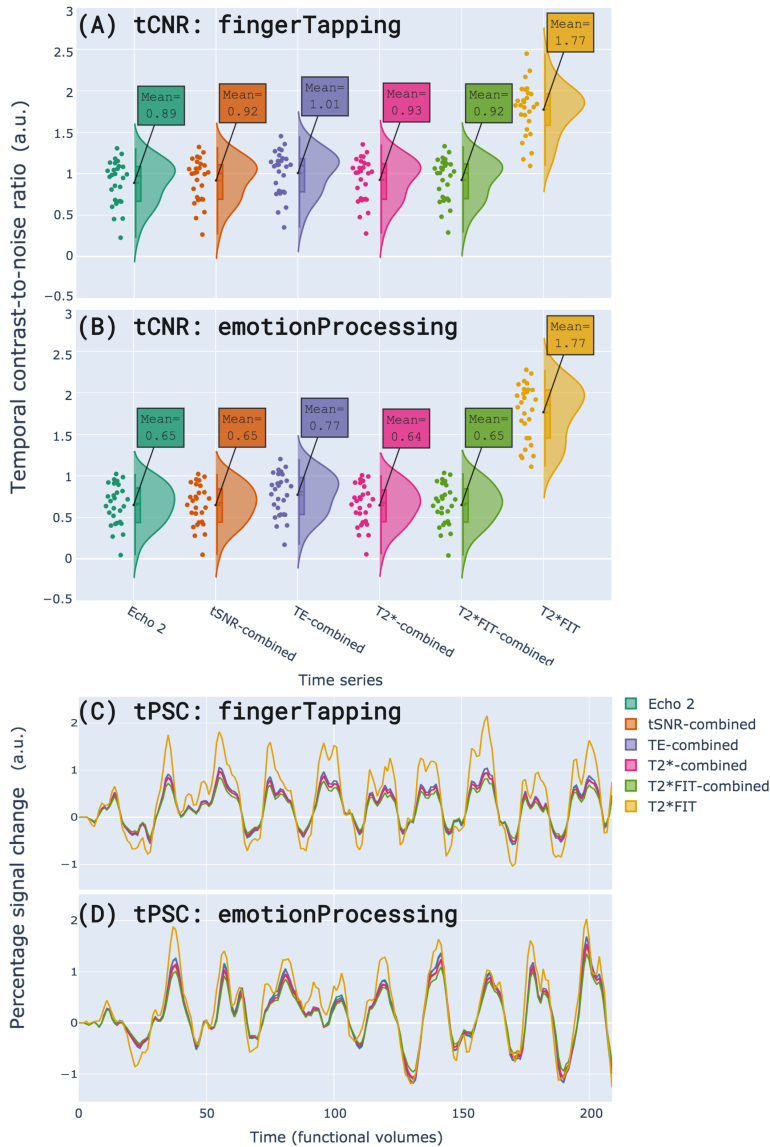 (A) tCNR: fingerTapping
Temporal contrast-to-noise ratio (a.u.)
3
2.5
2
1.5
1
0.5
0
−0.5
Mean=
0.89
Mean=
0.92
Mean=
1.01
Mean=
0.93
Mean=
0.92
Mean=
1.77
(B) tCNR: emotionProcessing
3
2.5
2
1.5
1
0.5
0
−0.5
Mean=
0.65
Mean=
0.65
Mean=
0.77
Mean=
0.64
Mean=
0.65
Mean=
1.77
Echo 2
tSNR-combined
TE-combined
T2*-combined
T2*FIT-combined
T2*FIT
Time series
(C) tPSC: fingerTapping
Percentage signal change (a.u.)
2
1
0
−1
Echo 2
tSNR-combined
TE-combined
T2*-combined
T2*FIT-combined
T2*FIT
(D) tPSC: emotionProcessing
2
1
0
−1
0 50 100 150 200
Time (functional volumes)